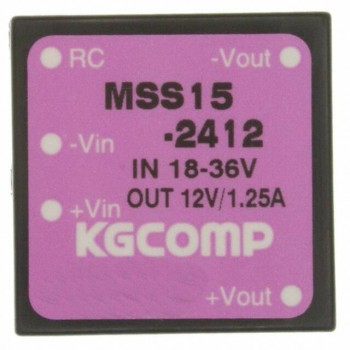 RC -Vout
MSS15
-2412
-Vin
IN 18-36V
OUT 12V/1.25A
+Vin
KGCOMP
+Vout